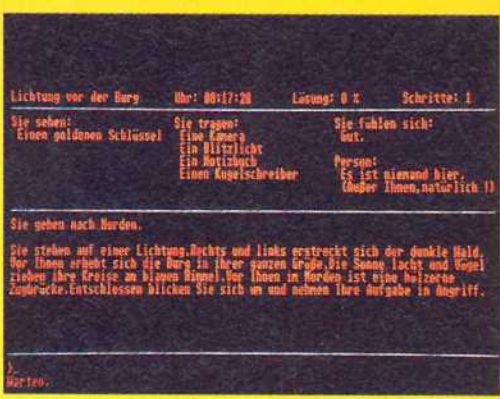 Lichtung vor der Burg Uhr: 08:17:20 Lösung: 0 % Schritte: 1
Sie sehen: Sie tragen: Sie fühlen sich:
Einen goldenen Schlüssel Eine Kamera Gut.
Ein Blitzlicht
Ein Notizbuch Person:
Einen Kugelschreiber Es ist niemand hier.
(Außer Ihnen,natürlich !)
Sie gehen nach Norden.
Sie stehen auf einer Lichtung.Rechts und links erstreckt sich der dunkle Wald.
Vor Ihnen erhebt sich die Burg in ihrer ganzen Größe.Die Sonne lacht und Vögel
ziehen ihre Kreise am blauen Himmel.Vor Ihnen im Norden ist eine hölzerne
Zugbrücke.Entschlossen blicken Sie sich um und nehmen Ihre Aufgabe in Angriff.
>_
Warten.